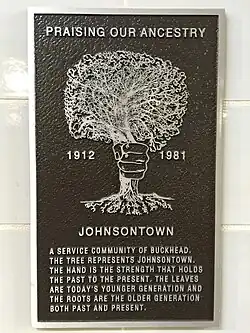 PRAISING OUR ANCESTRY
1912 1981
JOHNSONTOWN
A SERVICE COMMUNITY OF BUCKHEAD.
THE TREE REPRESENTS JOHNSONTOWN.
THE HAND IS THE STRENGTH THAT HOLDS
THE PAST TO THE PRESENT. THE LEAVES
ARE TODAY'S YOUNGER GENERATION AND
THE ROOTS ARE THE OLDER GENERATION
BOTH PAST AND PRESENT.